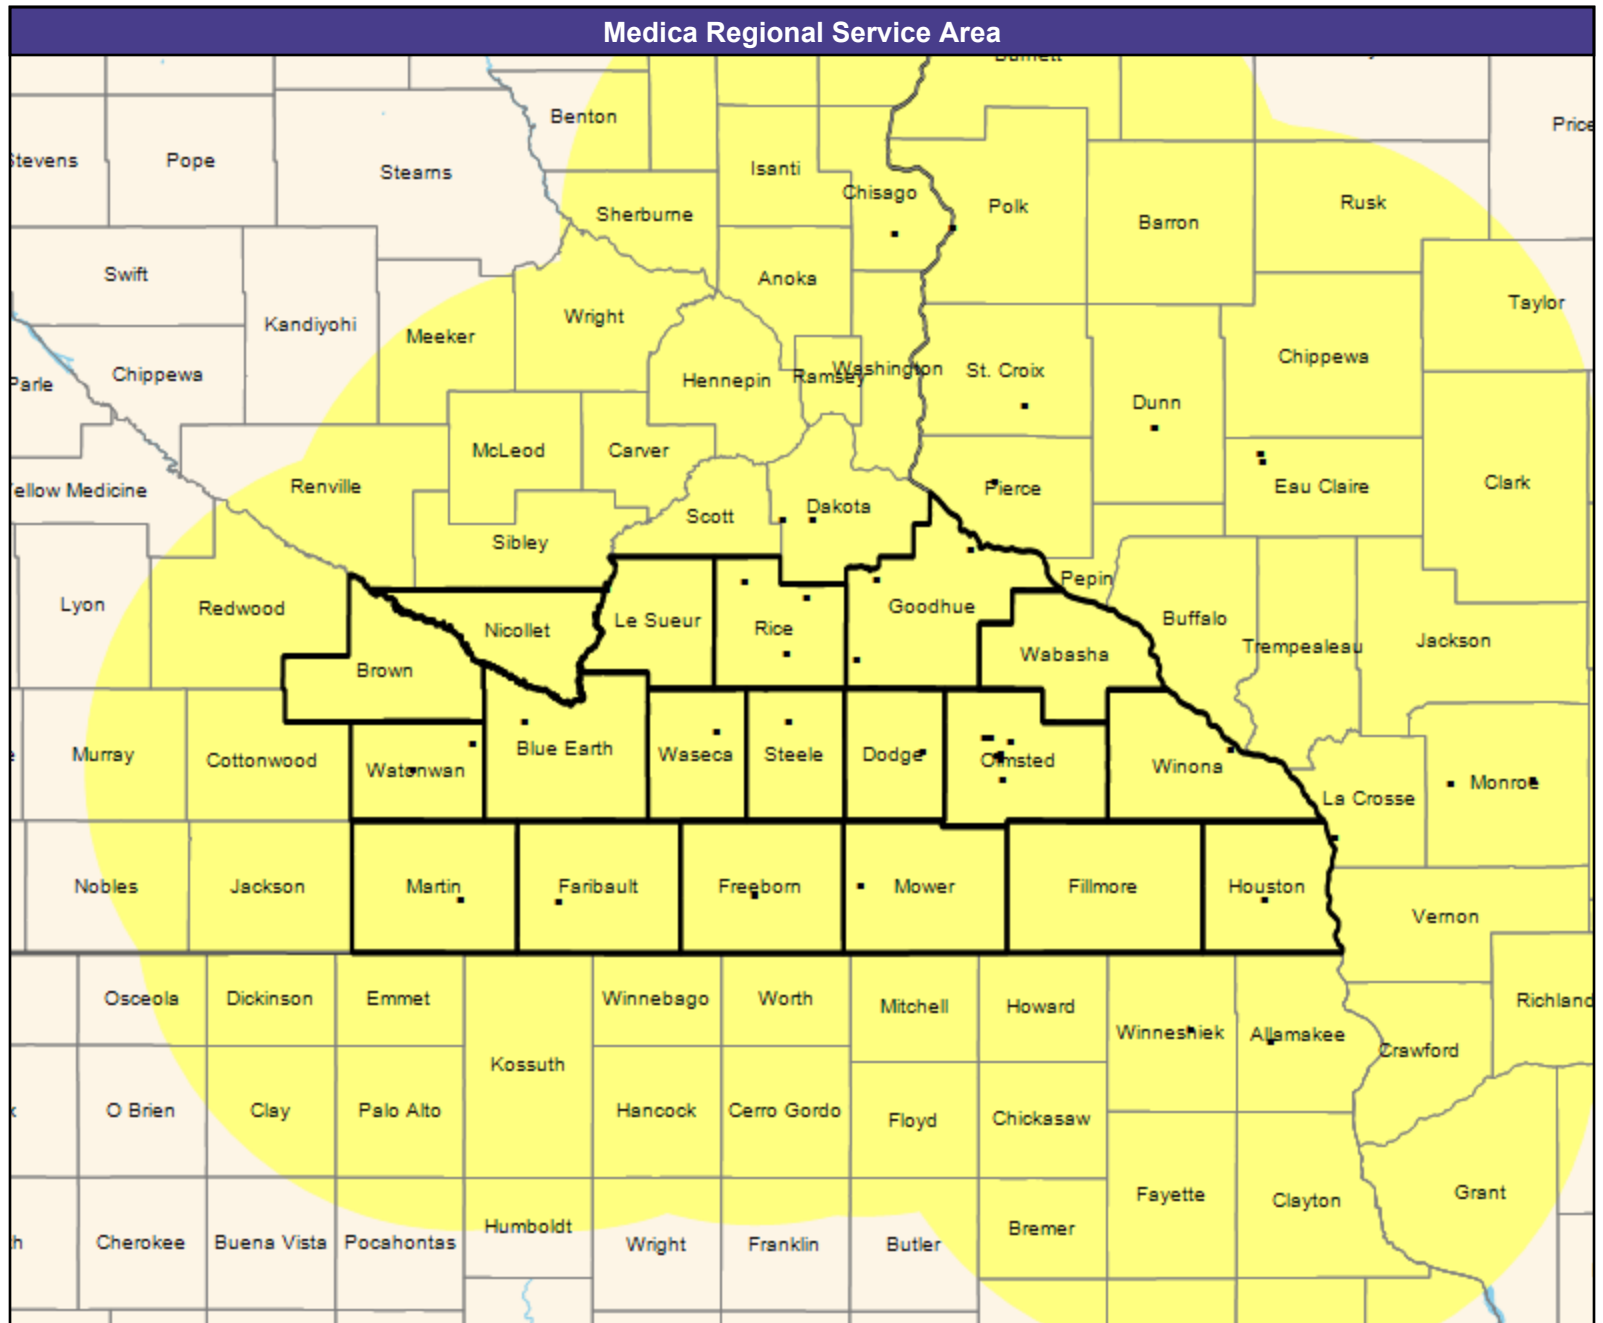 Medica Regional Service Area
Burnett
Benton
Price
Stevens
Pope
Stearns
Isanti
Chisago
Polk
Rusk
Sherburne
Barron
Swift
Anoka
Taylor
Kandiyohi
Wright
Meeker
Chippewa
Chippewa
Parle
Hennepin
Ramsey
Washington
St. Croix
Dunn
McLeod
Carver
Yellow Medicine
Renville
Pierce
Eau Claire
Clark
Scott
Dakota
Sibley
Pepin
Lyon
Redwood
Nicollet
Le Sueur
Rice
Goodhue
Buffalo
Trempealeau
Jackson
Brown
Wabasha
Murray
Cottonwood
Watonwan
Blue Earth
Waseca
Steele
Dodge
Olmsted
Winona
La Crosse
Monroe
Nobles
Jackson
Martin
Faribault
Freeborn
Mower
Fillmore
Houston
Vernon
Osceola
Dickinson
Emmet
Winnebago
Worth
Mitchell
Howard
Richland
Winneshiek
Allamakee
Crawford
Kossuth
O Brien
Clay
Palo Alto
Hancock
Cerro Gordo
Floyd
Chickasaw
Fayette
Clayton
Grant
Humboldt
Bremer
Cherokee
Buena Vista
Pocahontas
Wright
Franklin
Butler